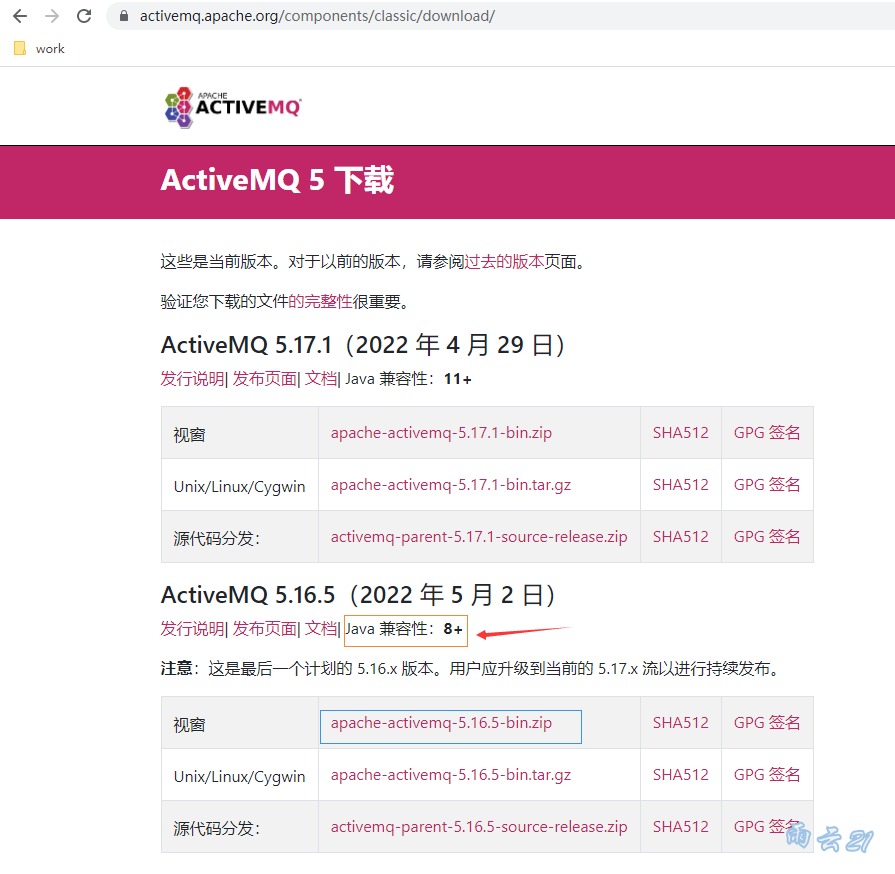 activemq.apache.org/components/classic/download/
work
APACHE
ACTIVEMQ
ActiveMQ 5 下载
这些是当前版本。对于以前的版本，请参阅过去的版本页面。
验证您下载的文件的完整性很重要。
ActiveMQ 5.17.1（2022 年 4 月 29 日）
发行说明| 发布页面| 文档| Java 兼容性：11+
视窗 apache-activemq-5.17.1-bin.zip SHA512 GPG 签名
Unix/Linux/Cygwin apache-activemq-5.17.1-bin.tar.gz SHA512 GPG 签名
源代码分发： activemq-parent-5.17.1-source-release.zip SHA512 GPG 签名
ActiveMQ 5.16.5（2022 年 5 月 2 日）
发行说明| 发布页面| 文档| Java 兼容性：8+
注意：这是最后一个计划的 5.16.x 版本。用户应升级到当前的 5.17.x 流以进行持续发布。
视窗 apache-activemq-5.16.5-bin.zip SHA512 GPG 签名
Unix/Linux/Cygwin apache-activemq-5.16.5-bin.tar.gz SHA512 GPG 签名
源代码分发： activemq-parent-5.16.5-source-release.zip SHA512 GPG 签名
雨云21